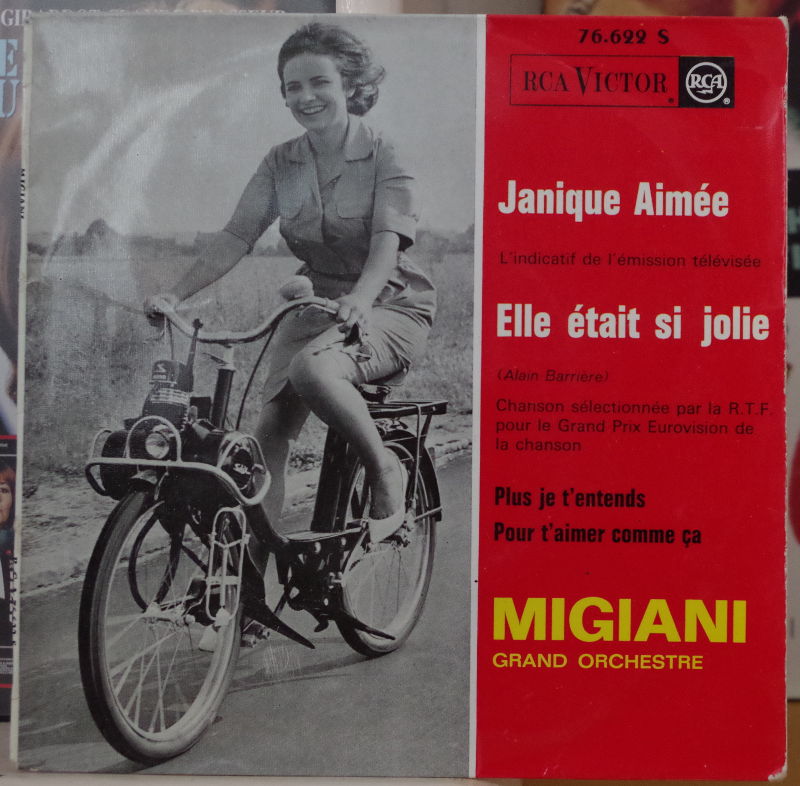 76.622 S
RCA VICTOR ® RCA ®
Janique Aimée
L'indicatif de l'émission télévisée
Elle était si jolie
(Alain Barrière)
Chanson sélectionnée par la R.T.F.
pour le Grand Prix Eurovision de
la chanson
Plus je t'entends
Pour t'aimer comme ça
MIGIANI
GRAND ORCHESTRE
MIGIANI